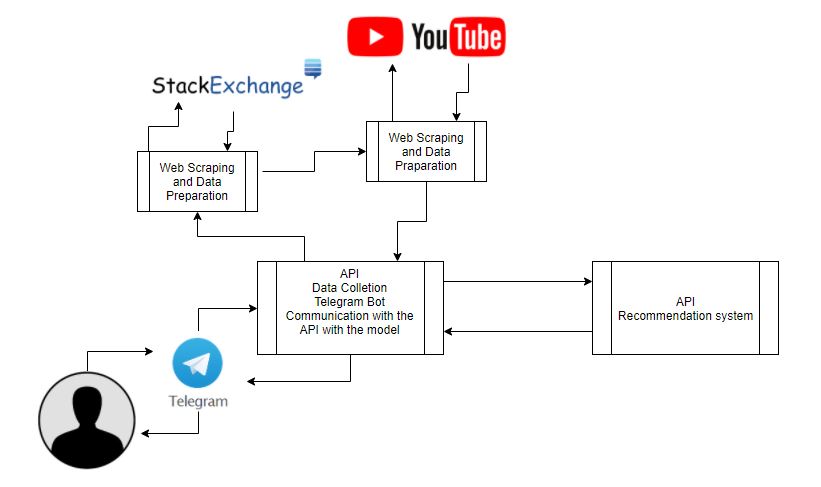 YouTube
StackExchange
Web Scraping
and Data
Praparation
Web Scraping
and Data
Preparation
API
Data Colletion
Telegram Bot
Communication with the
API with the model
API
Recommendation system
Telegram